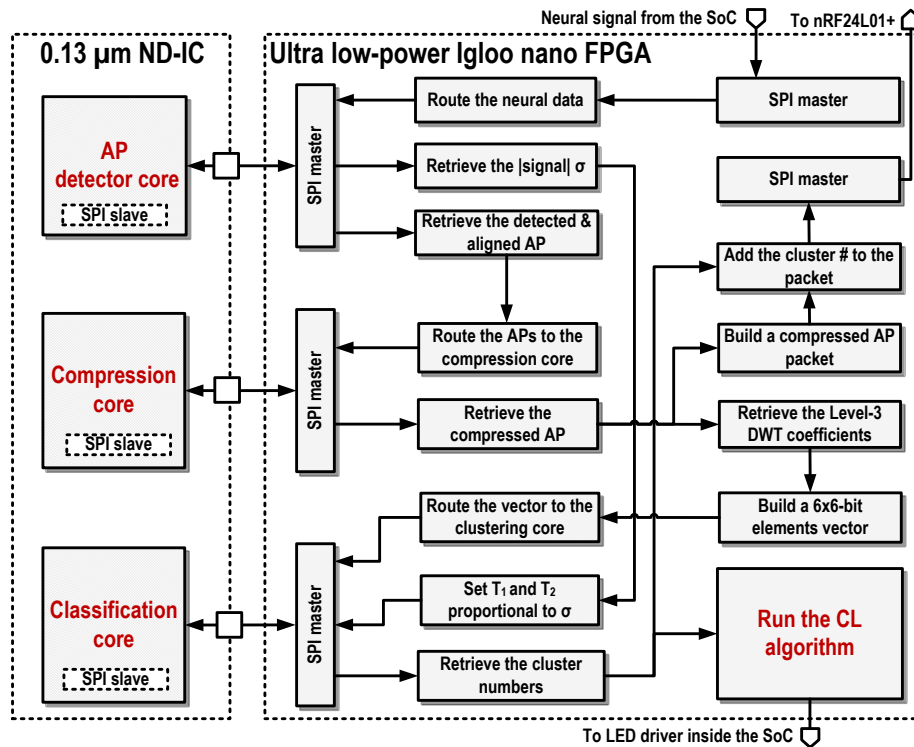 Neural signal from the SoC
To nRF24L01+
0.13 µm ND-IC
Ultra low-power Igloo nano FPGA
AP
detector core
SPI slave
SPI master
Route the neural data
SPI master
Retrieve the |signal| σ
SPI master
Retrieve the detected &
aligned AP
Add the cluster # to the
packet
Compression
core
SPI slave
SPI master
Route the APs to the
compression core
Build a compressed AP
packet
Retrieve the
compressed AP
Retrieve the Level-3
DWT coefficients
Route the vector to the
clustering core
Build a 6x6-bit
elements vector
Classification
core
SPI slave
SPI master
Set T₁ and T₂
proportional to σ
Run the CL
algorithm
Retrieve the cluster
numbers
To LED driver inside the SoC